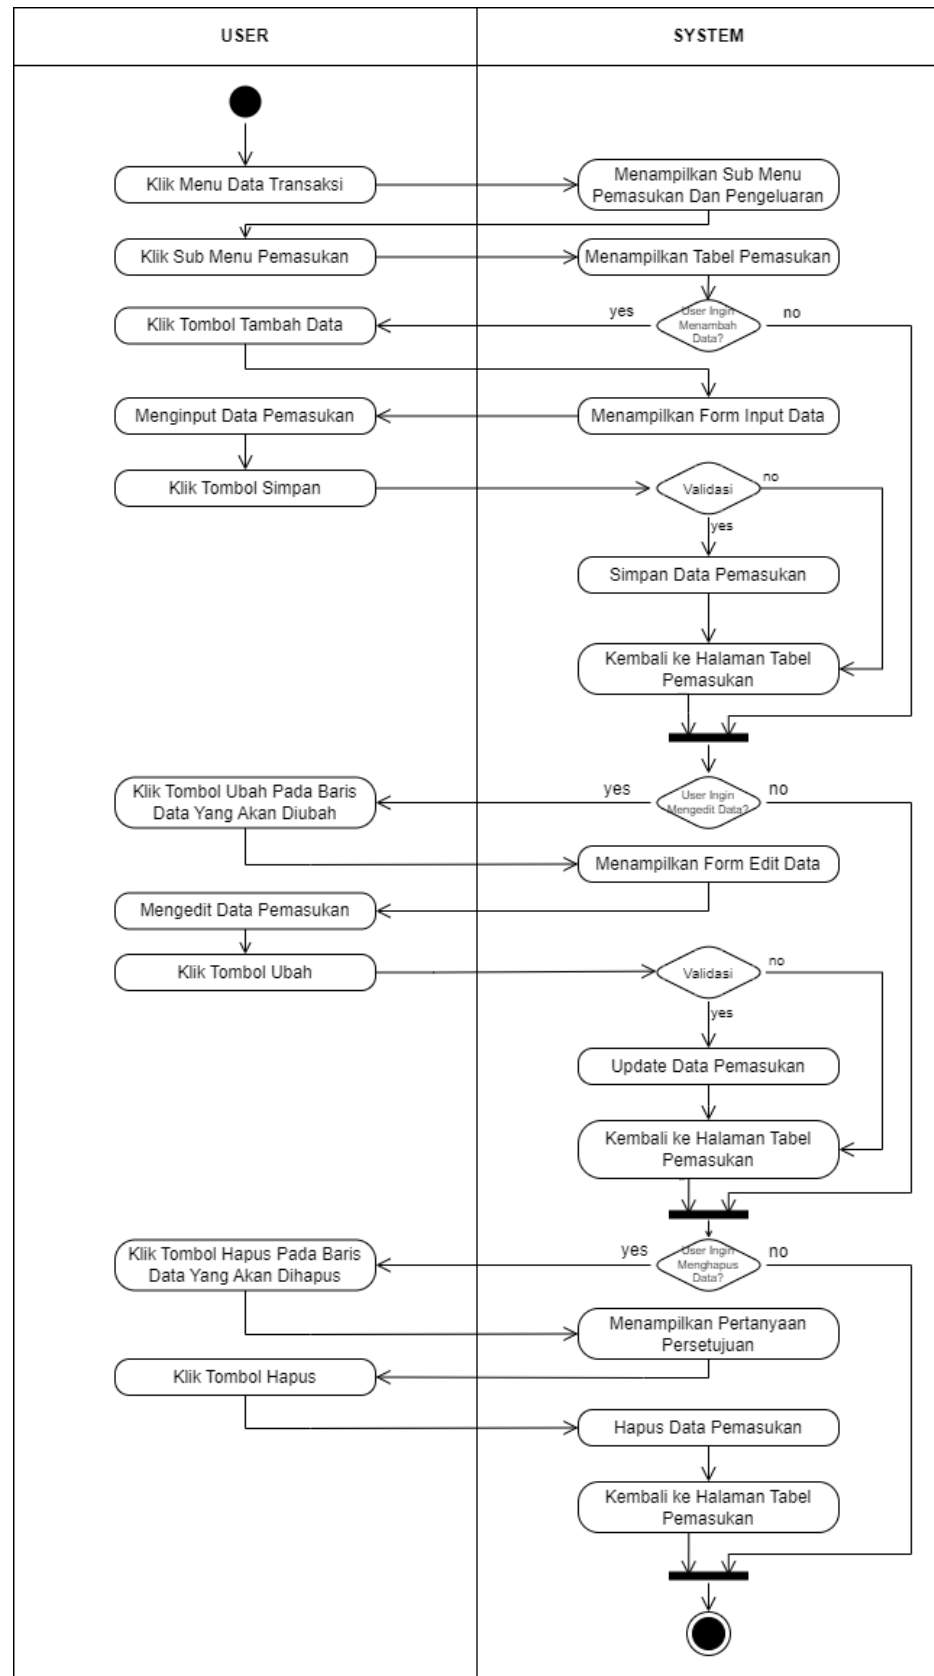 USER
SYSTEM
Klik Menu Data Transaksi
Menampilkan Sub Menu
Pemasukan Dan Pengeluaran
Klik Sub Menu Pemasukan
Menampilkan Tabel Pemasukan
Klik Tombol Tambah Data
yes
User Ingin
Menambah
Data?
no
Menginput Data Pemasukan
Menampilkan Form Input Data
Klik Tombol Simpan
Validasi
no
yes
Simpan Data Pemasukan
Kembali ke Halaman Tabel
Pemasukan
Klik Tombol Ubah Pada Baris
Data Yang Akan Diubah
yes
User Ingin
Mengedit Data?
no
Menampilkan Form Edit Data
Mengedit Data Pemasukan
Klik Tombol Ubah
Validasi
no
yes
Update Data Pemasukan
Kembali ke Halaman Tabel
Pemasukan
Klik Tombol Hapus Pada Baris
Data Yang Akan Dihapus
yes
User Ingin
Menghapus
Data?
no
Menampilkan Pertanyaan
Persetujuan
Klik Tombol Hapus
Hapus Data Pemasukan
Kembali ke Halaman Tabel
Pemasukan